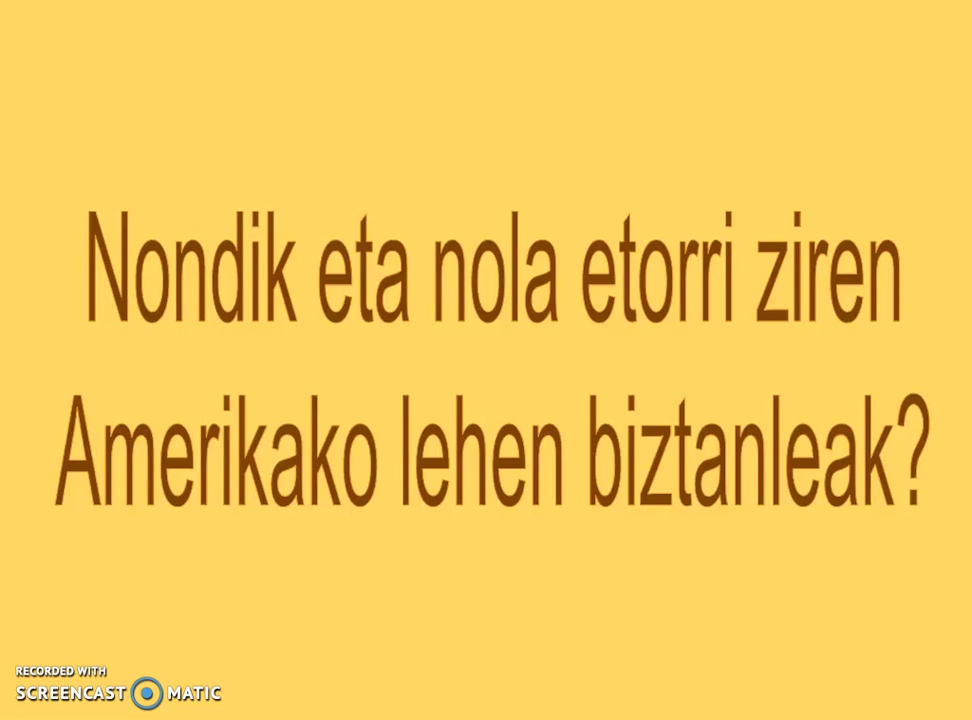 Nondik eta nola etorri ziren
Amerikako lehen biztanleak?
RECORDED WITH
SCREENCAST MATIC